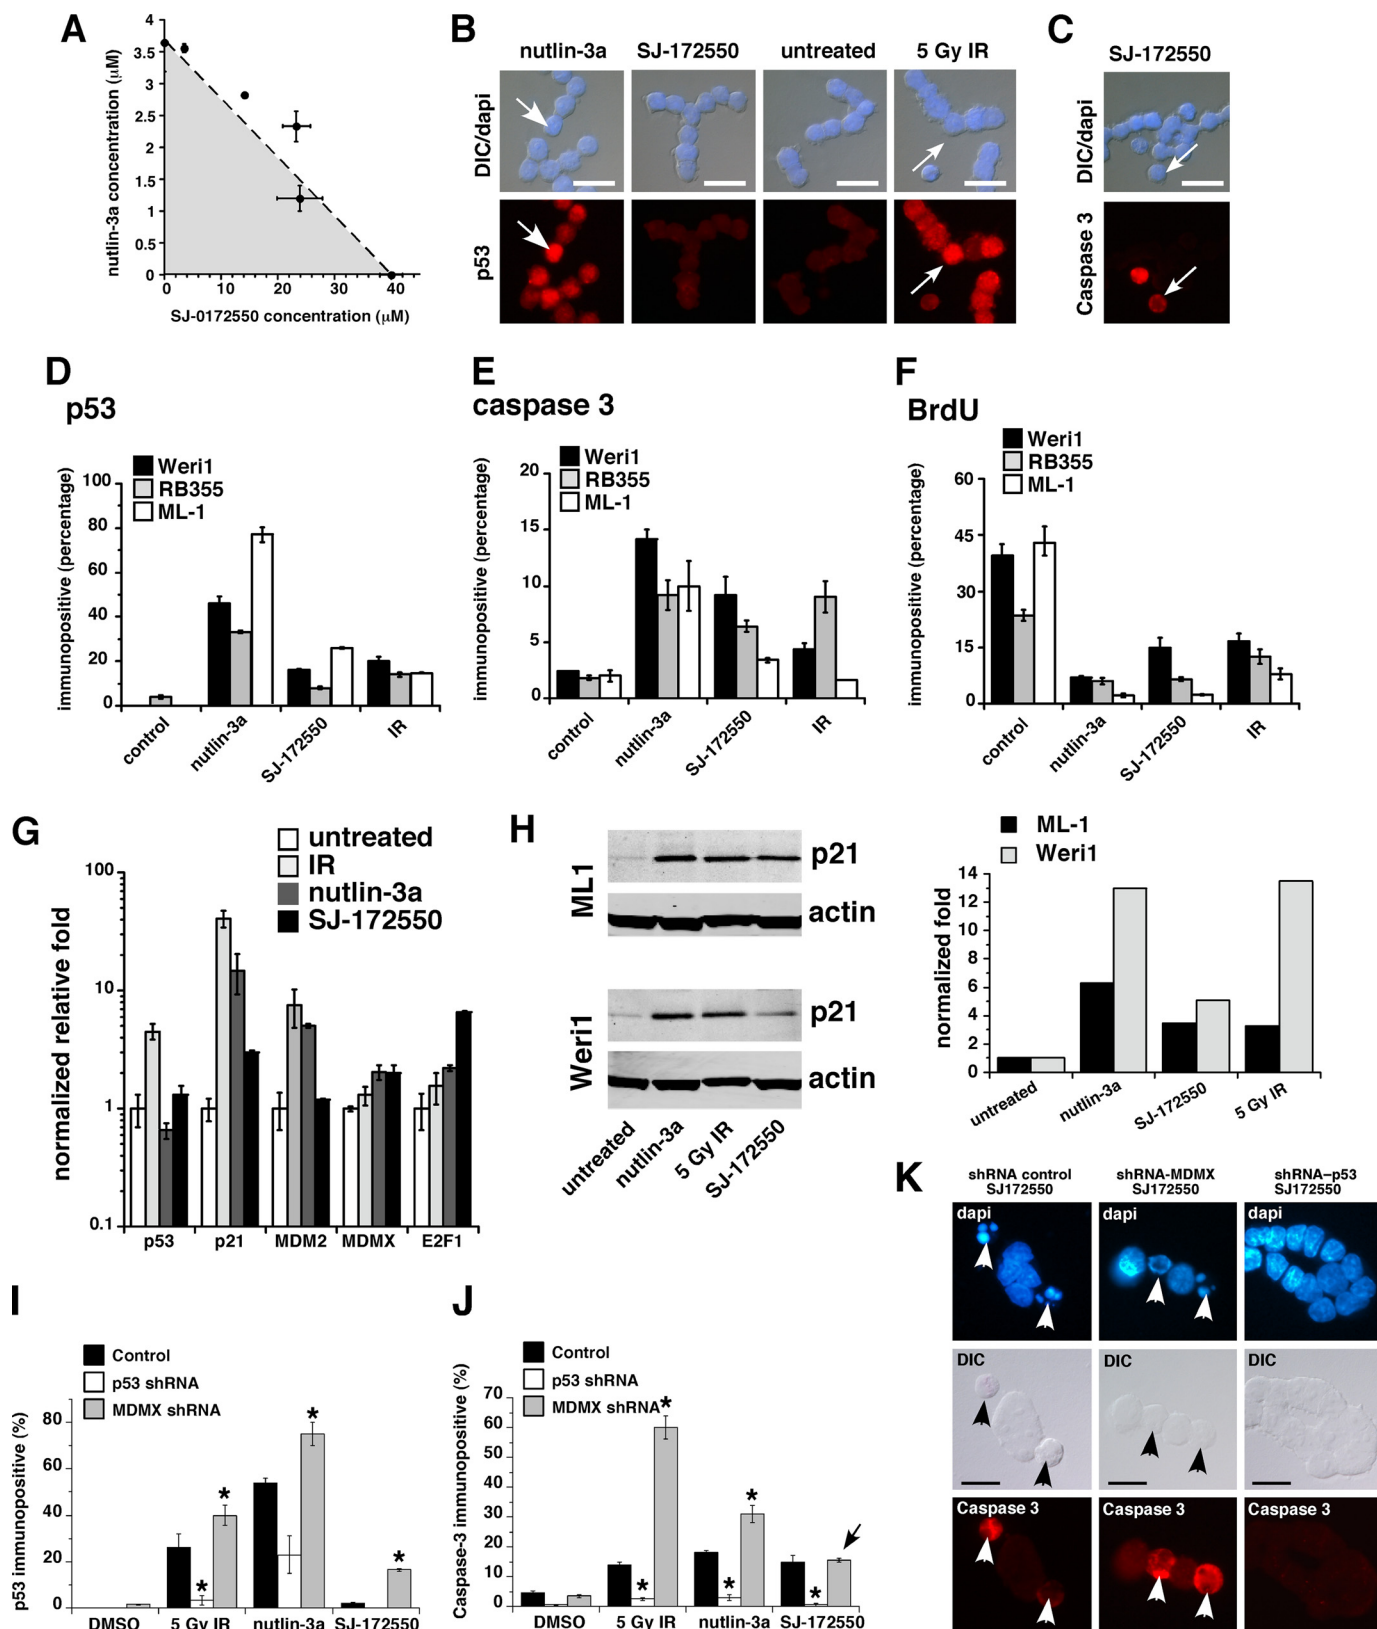 A
nutlin-3a concentration (µM)
4
3.5
3
2.5
2
1.5
1
0.5
0
0
10
20
30
40
SJ-0172550 concentration (µM)
B
nutlin-3a
SJ-172550
untreated
5 Gy IR
DIC/dapi
p53
C
SJ-172550
DIC/dapi
Caspase 3
D
p53
Weri1
RB355
ML-1
immunopositive (percentage)
100
80
60
40
20
0
control
nutlin-3a
SJ-172550
IR
E
caspase 3
Weri1
RB355
ML-1
immunopositive (percentage)
20
15
10
5
0
control
nutlin-3a
SJ-172550
IR
F
BrdU
Weri1
RB355
ML-1
immunopositive (percentage)
60
45
30
15
0
control
nutlin-3a
SJ-172550
IR
G
untreated
IR
nutlin-3a
SJ-172550
normalized relative fold
100
10
1
0.1
p53
p21
MDM2
MDMX
E2F1
H
ML1
p21
actin
Weri1
p21
actin
untreated
nutlin-3a
5 Gy IR
SJ-172550
ML-1
Weri1
normalized fold
14
12
10
8
6
4
2
0
untreated
nutlin-3a
SJ-172550
5 Gy IR
I
Control
p53 shRNA
MDMX shRNA
p53 immunopositive (%)
80
60
40
20
0
*
*
*
*
DMSO
5 Gy IR
nutlin-3a
SJ-172550
J
Control
p53 shRNA
MDMX shRNA
Caspase-3 immunopositive (%)
70
60
50
40
30
20
10
0
*
*
*
*
*
DMSO
5 Gy IR
nutlin-3a
SJ-172550
K
shRNA control
SJ172550
shRNA-MDMX
SJ172550
shRNA–p53
SJ172550
dapi
dapi
dapi
DIC
DIC
DIC
Caspase 3
Caspase 3
Caspase 3